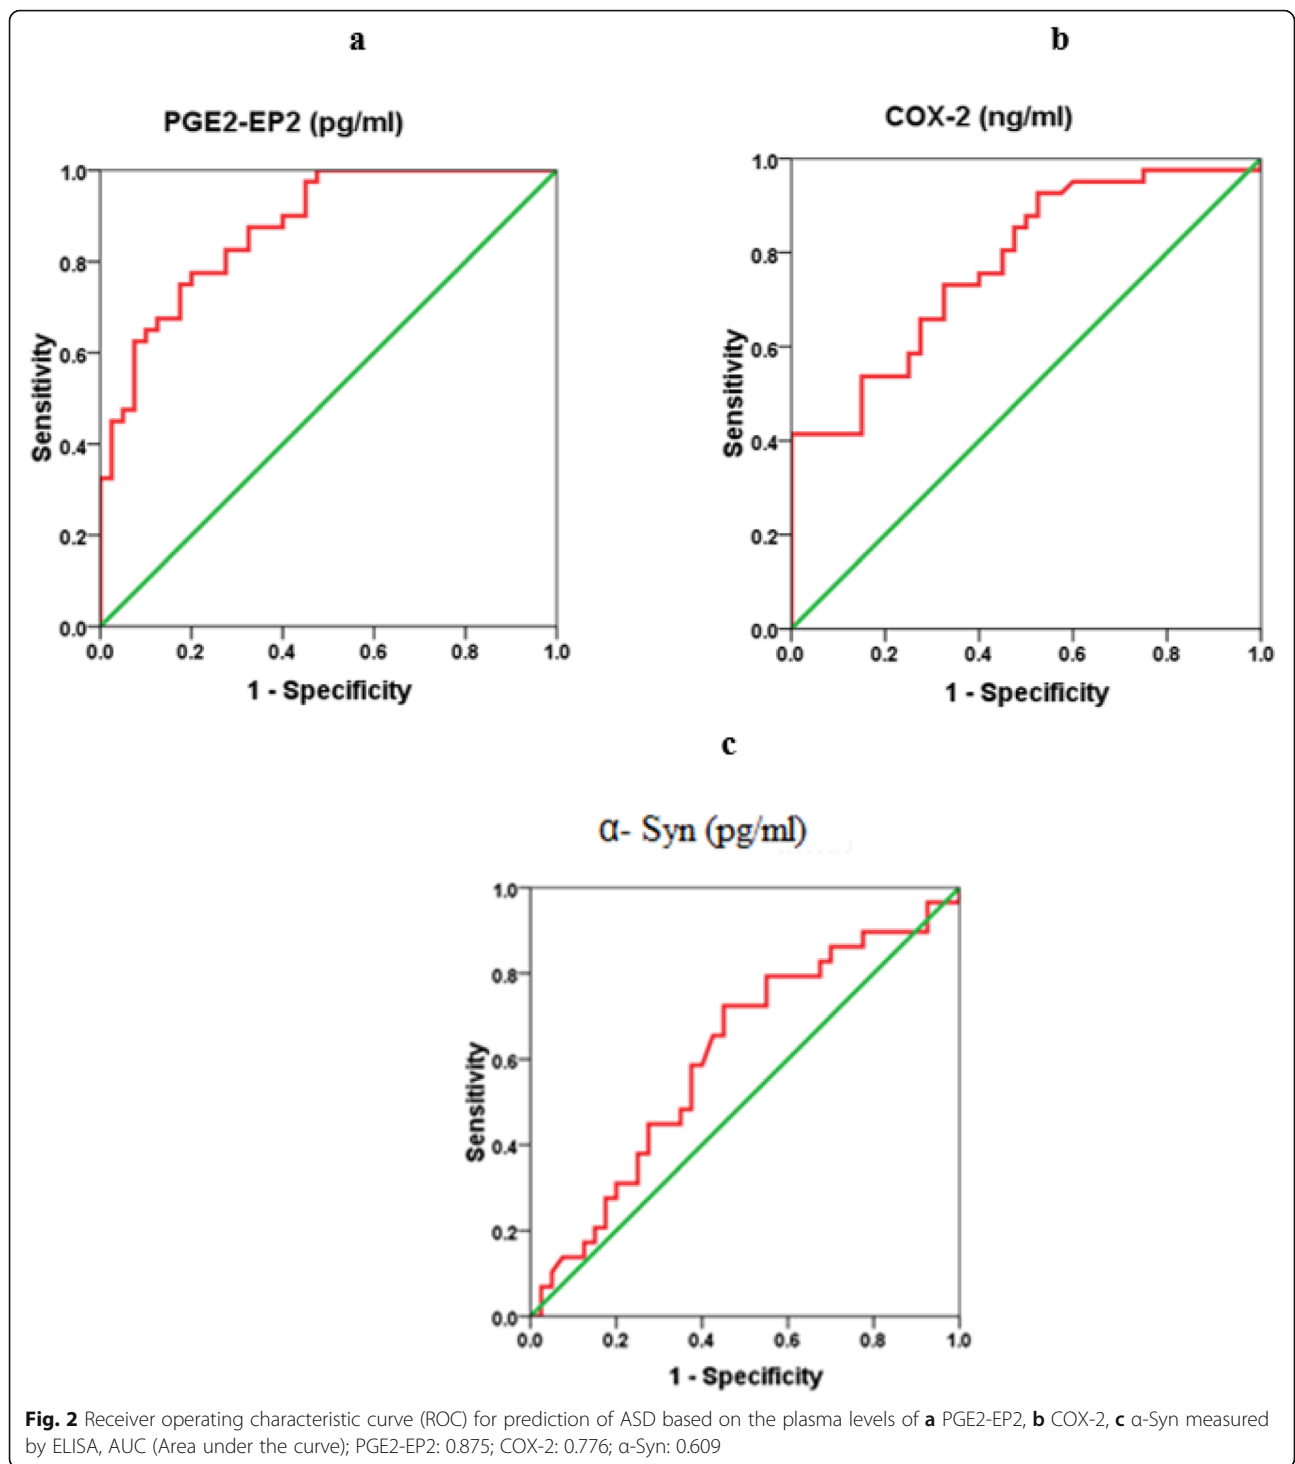 a
b
PGE2-EP2 (pg/ml)
COX-2 (ng/ml)
1.0
0.8
0.6
0.4
0.2
0.0
Sensitivity
0.0 0.2 0.4 0.6 0.8 1.0
1 - Specificity
1.0
0.8
0.6
0.4
0.2
0.0
Sensitivity
0.0 0.2 0.4 0.6 0.8 1.0
1 - Specificity
c
α- Syn (pg/ml)
1.0
0.8
0.6
0.4
0.2
0.0
Sensitivity
0.0 0.2 0.4 0.6 0.8 1.0
1 - Specificity
Fig. 2 Receiver operating characteristic curve (ROC) for prediction of ASD based on the plasma levels of a PGE2-EP2, b COX-2, c α-Syn measured
by ELISA, AUC (Area under the curve); PGE2-EP2: 0.875; COX-2: 0.776; α-Syn: 0.609